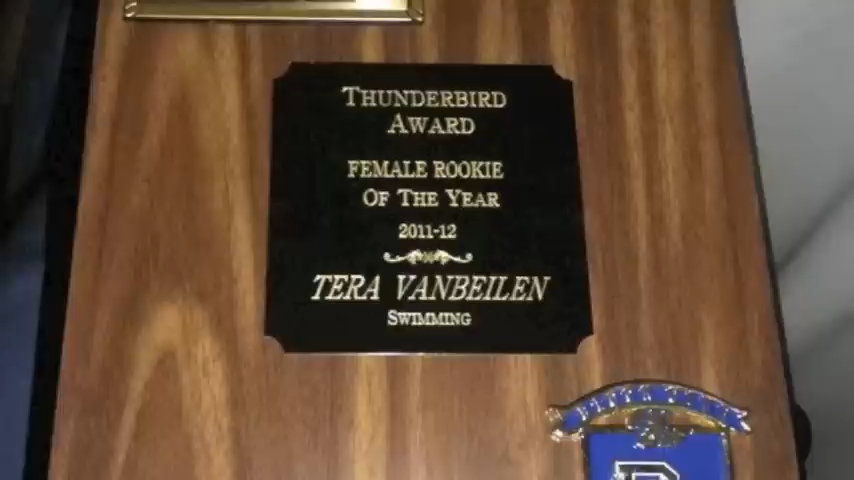 THUNDERBIRD
AWARD
FEMALE ROOKIE
OF THE YEAR
2011-12
TERA VANBEILEN
SWIMMING